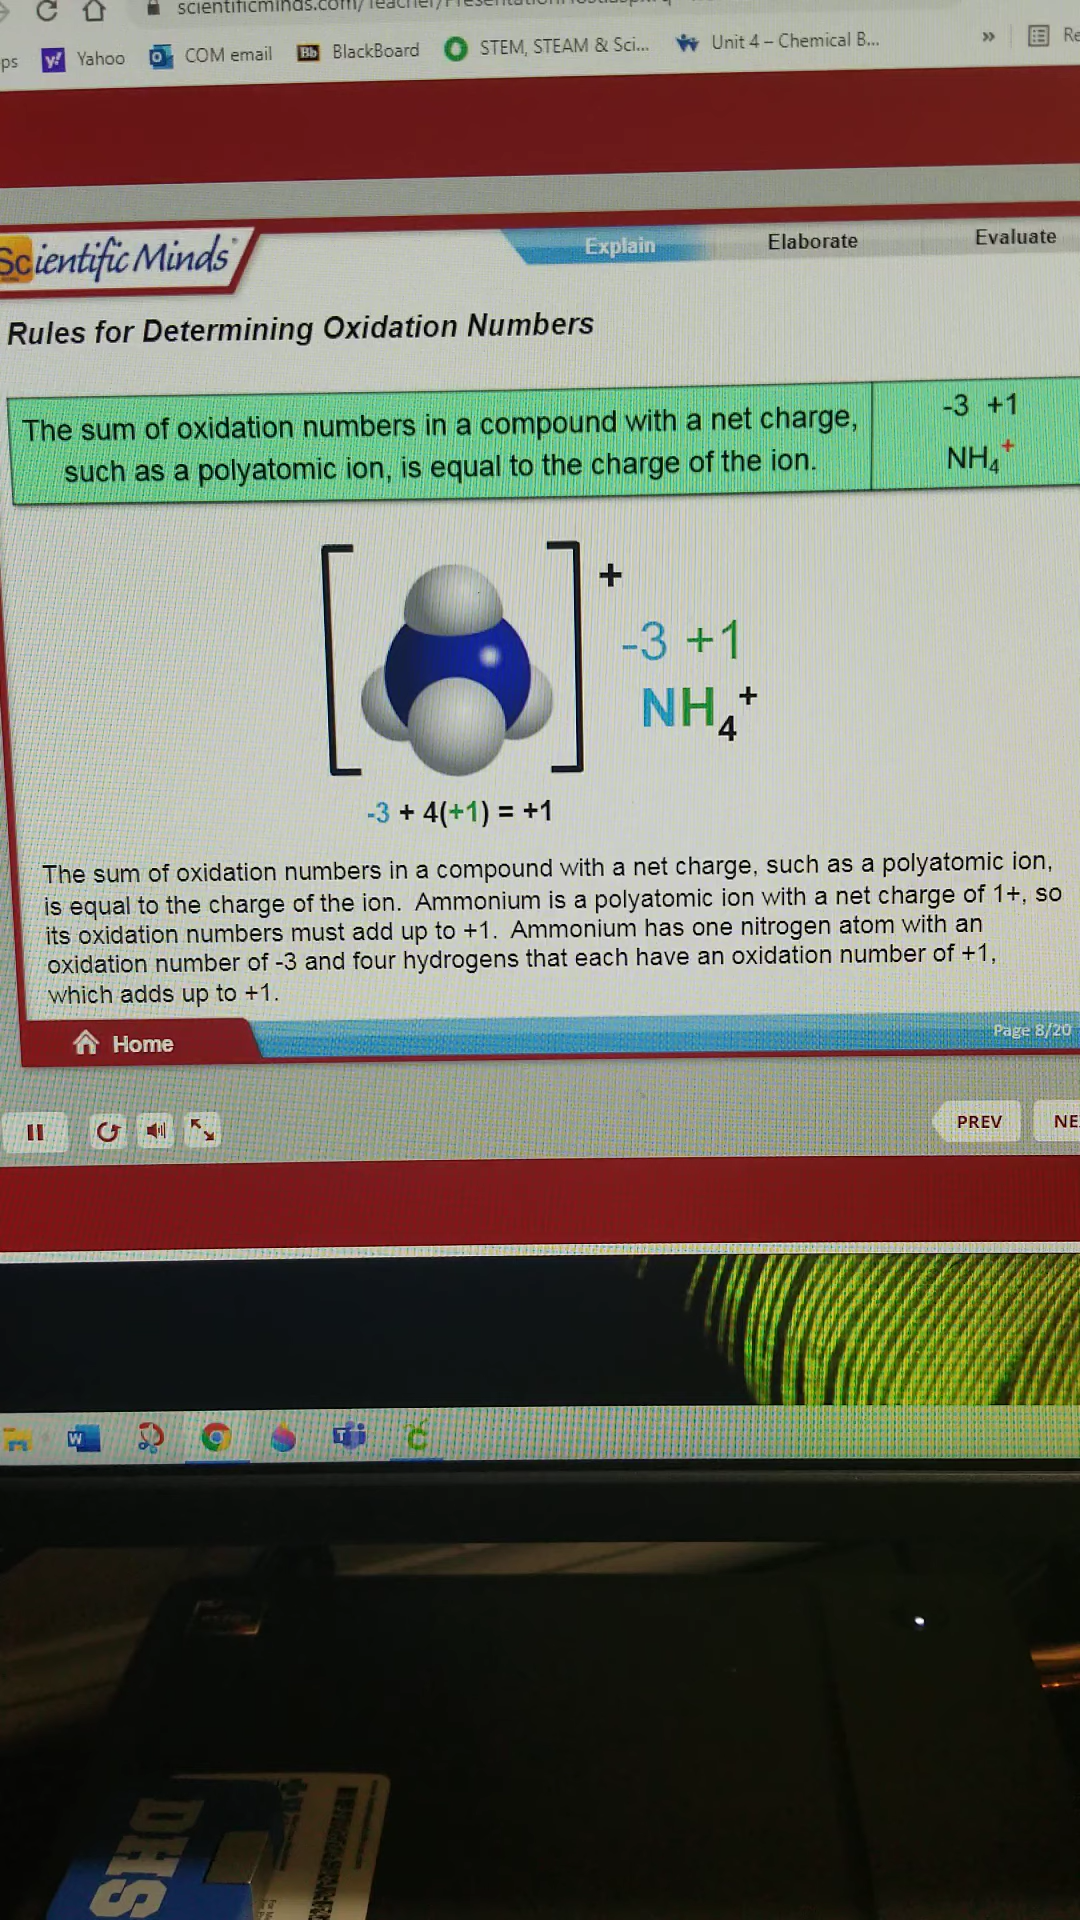 scientificminds.com/Teacher/
ps Yahoo COM email Bb BlackBoard STEM, STEAM & Sci... Unit 4 – Chemical B... » Re
Scientific Minds
Explain Elaborate Evaluate
Rules for Determining Oxidation Numbers
The sum of oxidation numbers in a compound with a net charge,
such as a polyatomic ion, is equal to the charge of the ion.
-3 +1
NH₄⁺
+
-3 +1
NH₄⁺
-3 + 4(+1) = +1
The sum of oxidation numbers in a compound with a net charge, such as a polyatomic ion,
is equal to the charge of the ion. Ammonium is a polyatomic ion with a net charge of 1+, so
its oxidation numbers must add up to +1. Ammonium has one nitrogen atom with an
oxidation number of -3 and four hydrogens that each have an oxidation number of +1,
which adds up to +1.
Home
Page 8/20
PREV NE
W T
SHD